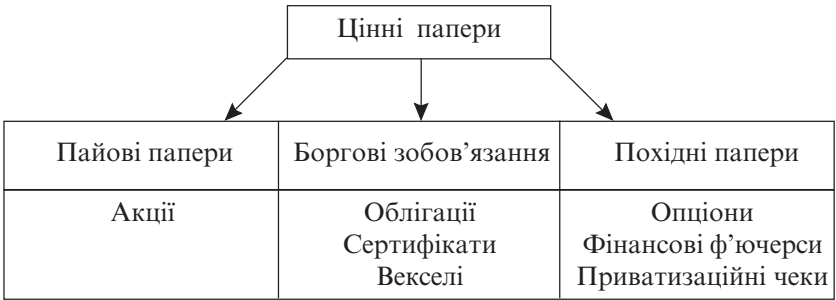 Цінні папери
Пайові папери
Боргові зобов'язання
Похідні папери
Акції
Облігації
Сертифікати
Векселі
Опціони
Фінансові ф'ючерси
Приватизаційні чеки